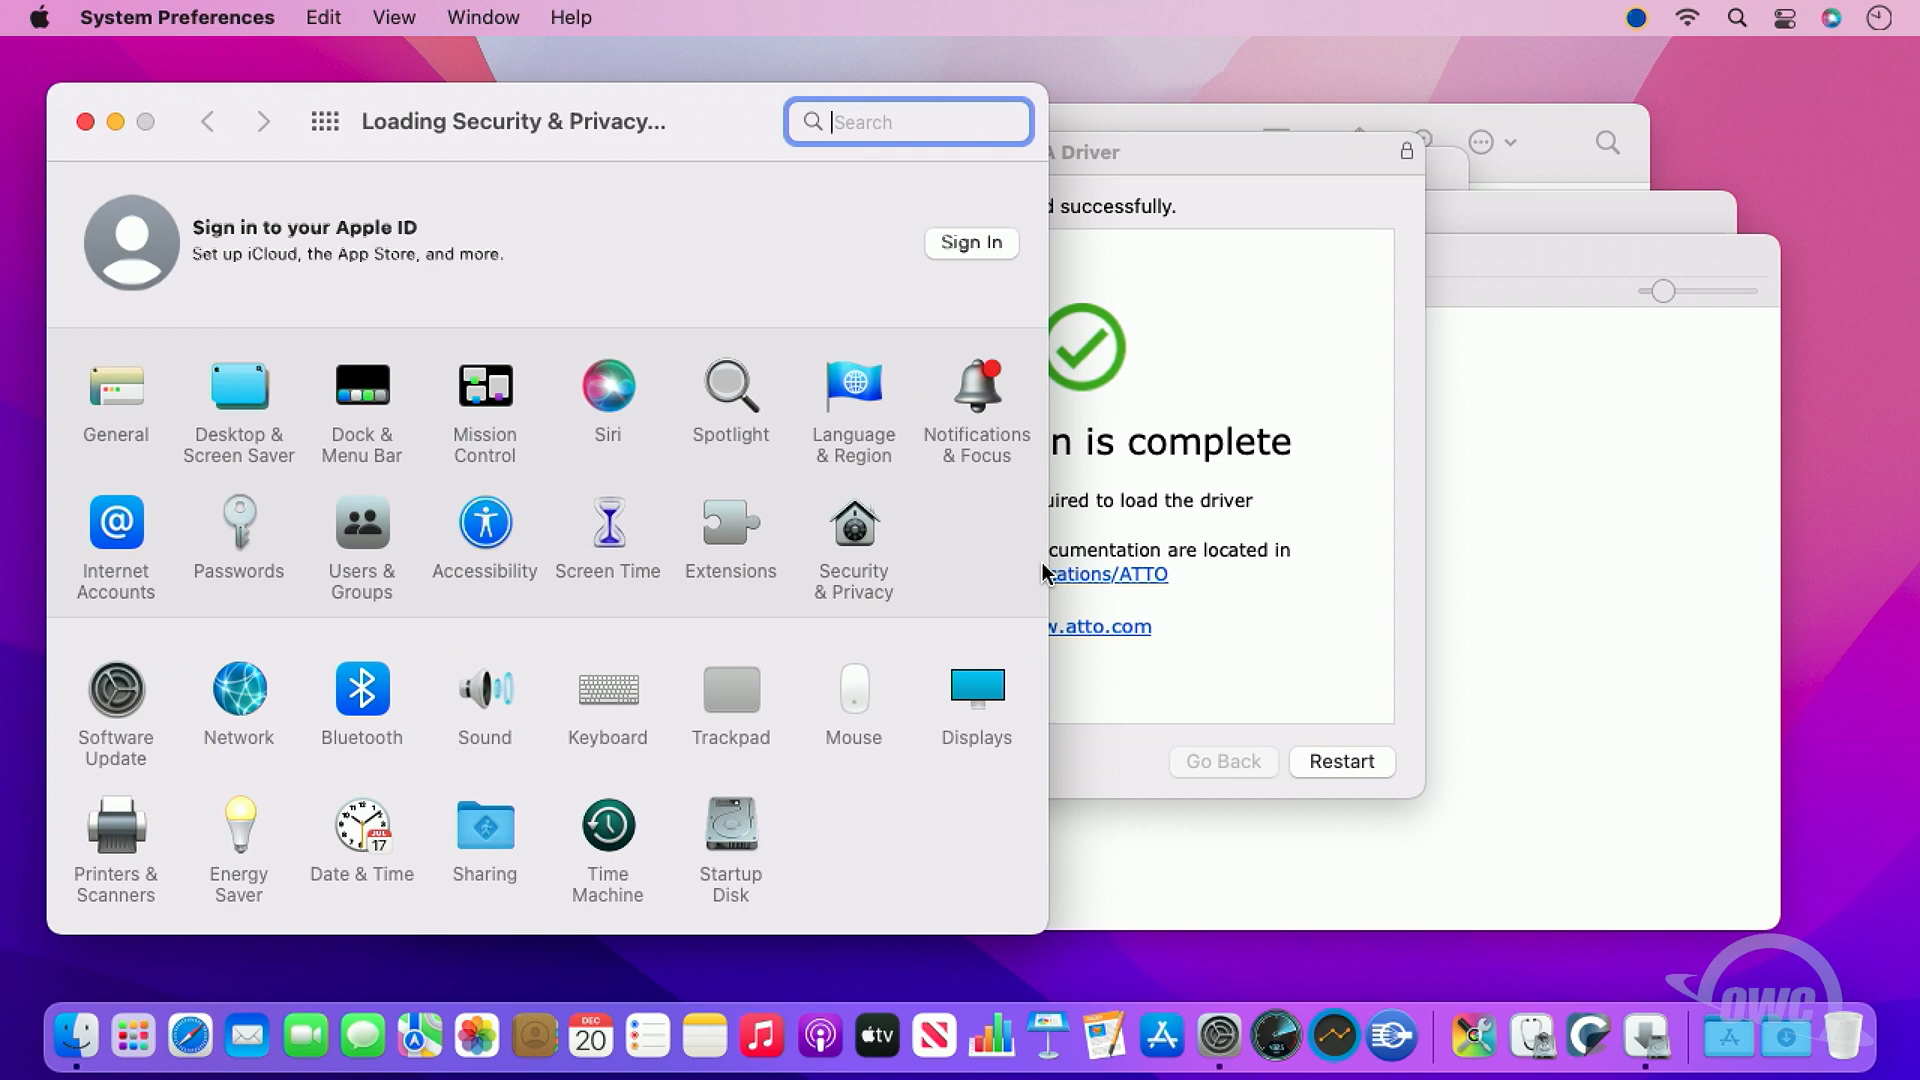 System Preferences Edit View Window Help
Loading Security & Privacy...
Search
Sign in to your Apple ID
Set up iCloud, the App Store, and more.
Sign In
General
Desktop &
Screen Saver
Dock &
Menu Bar
Mission
Control
Siri
Spotlight
Language
& Region
Notifications
& Focus
Internet
Accounts
Passwords
Users &
Groups
Accessibility
Screen Time
Extensions
Security
& Privacy
Software
Update
Network
Bluetooth
Sound
Keyboard
Trackpad
Mouse
Displays
Printers &
Scanners
Energy
Saver
JUL
17
Date & Time
Sharing
Time
Machine
Startup
Disk
A Driver
d successfully.
n is complete
uired to load the driver
cumentation are located in
cations/ATTO
w.atto.com
Go Back
Restart
OWC
DEC
20
tv